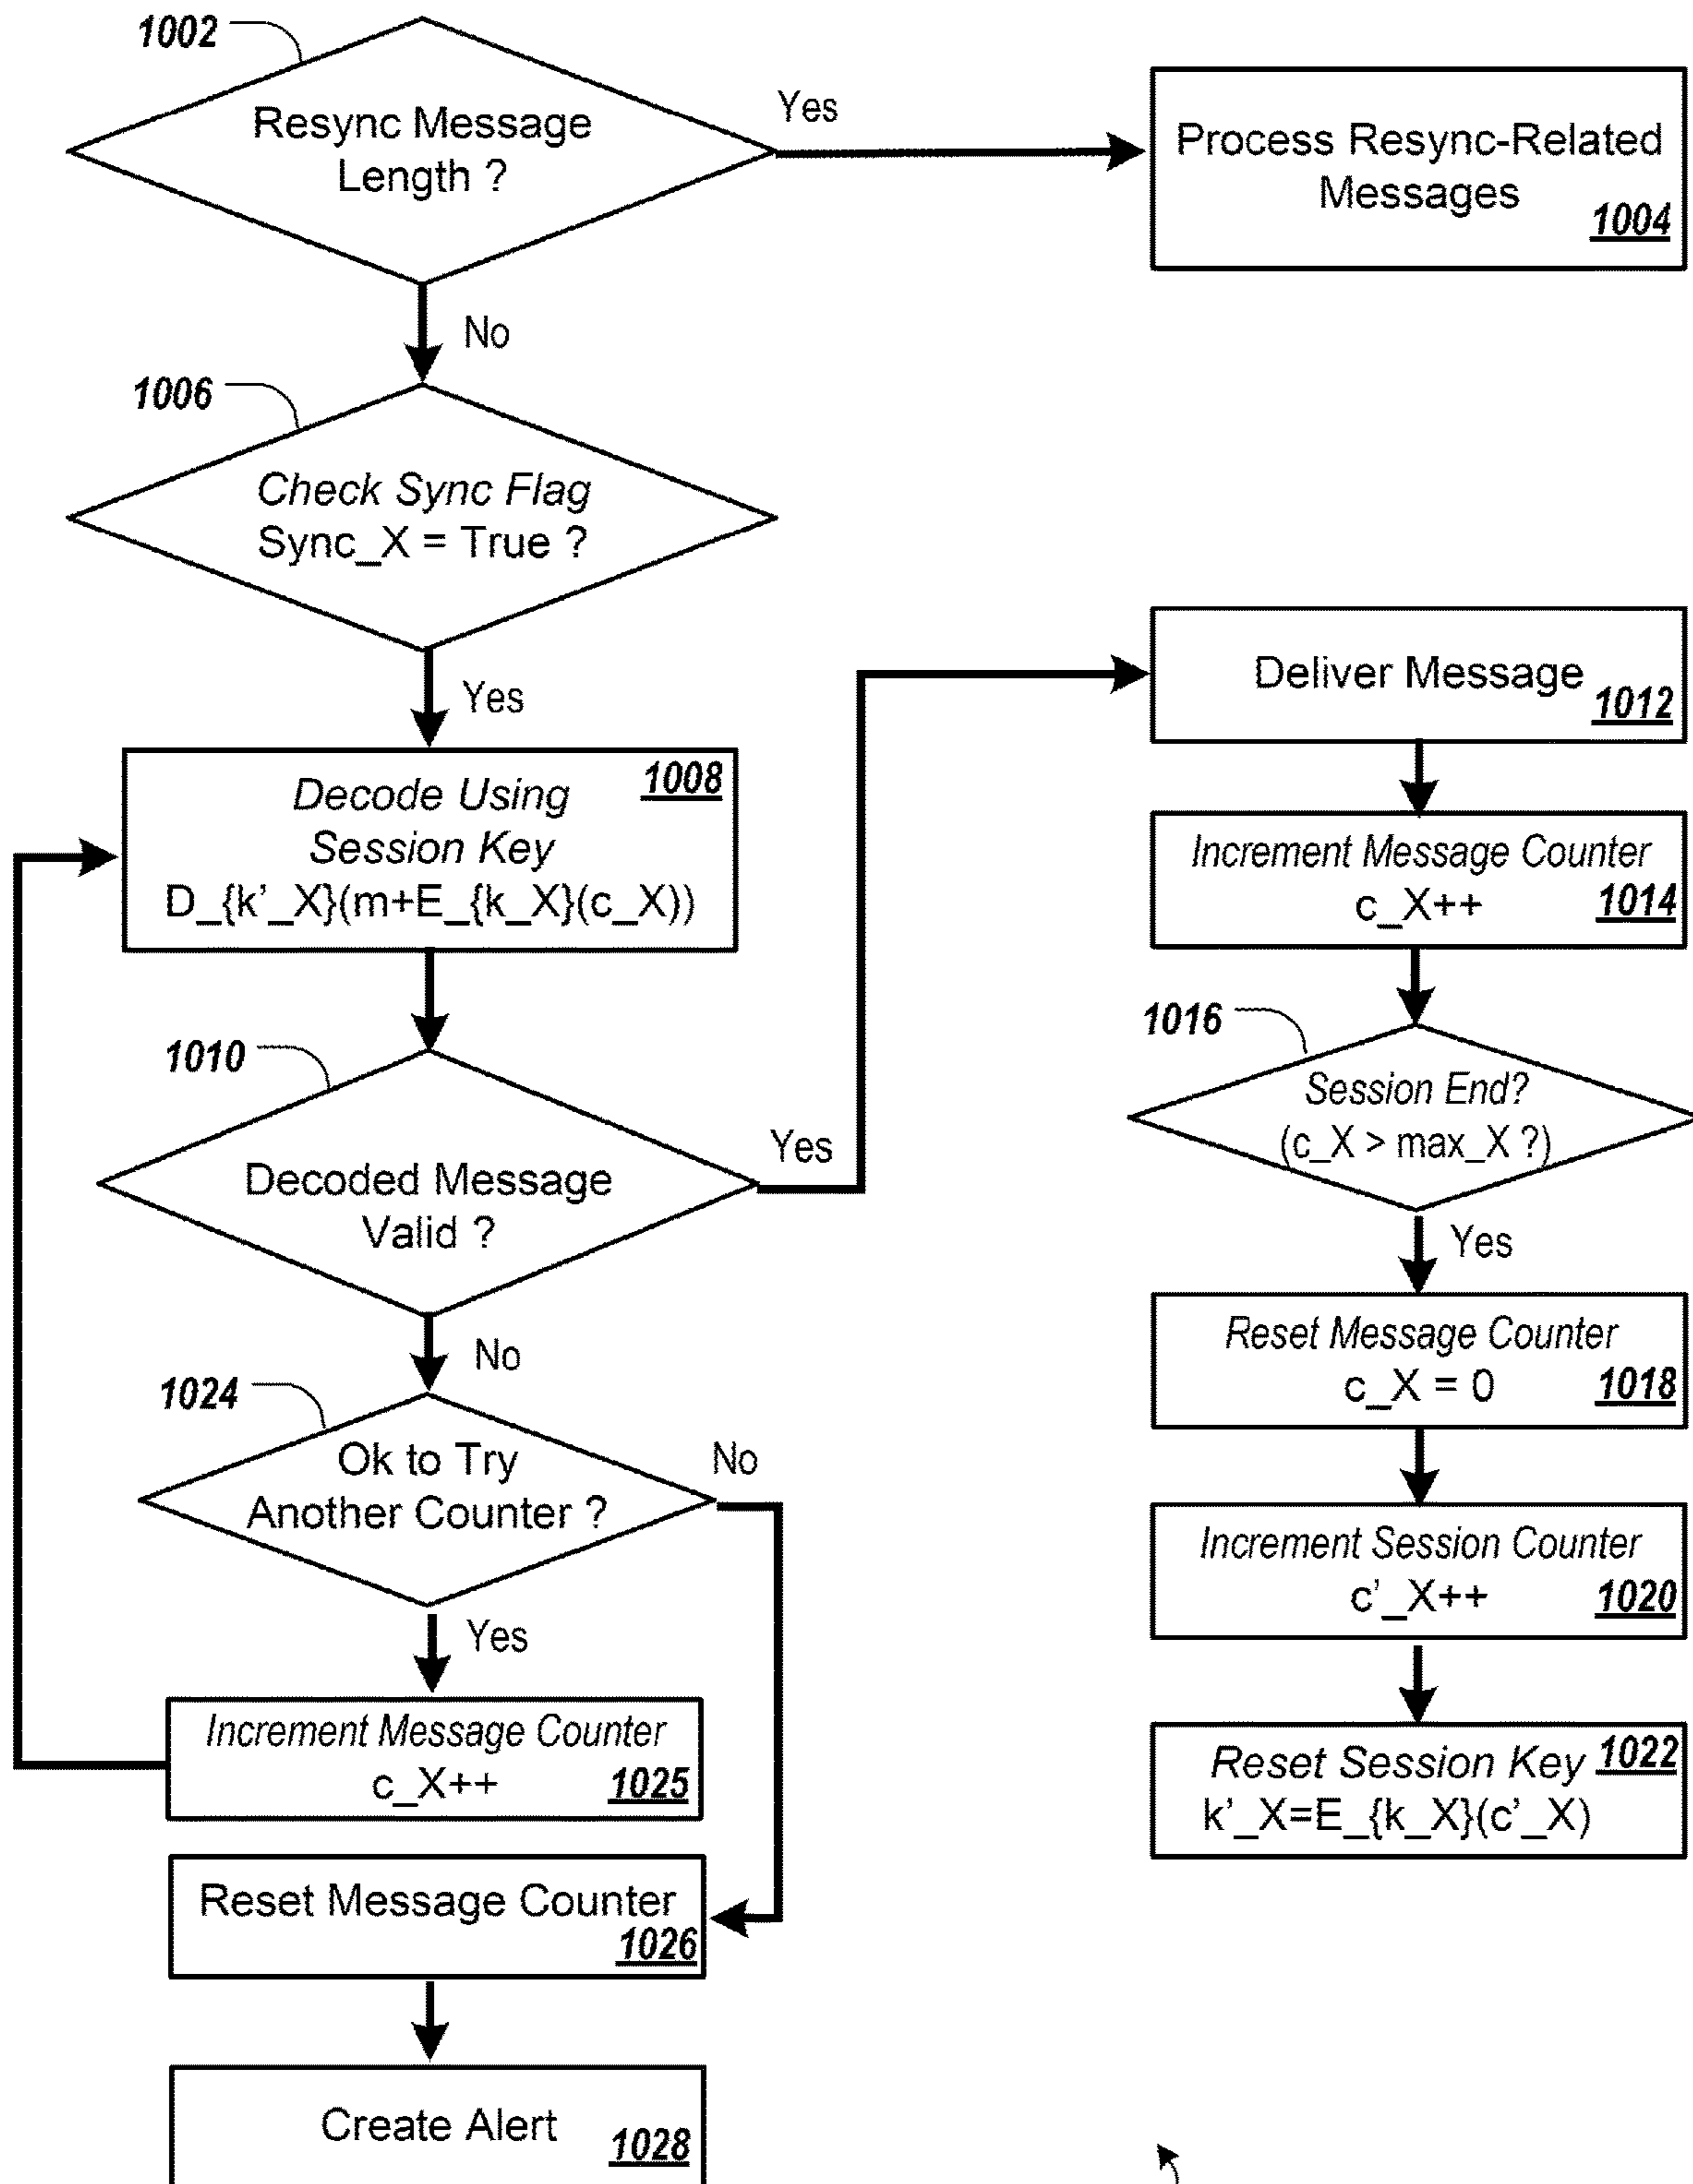 1002
Resync Message
Length ?
Yes
Process Resync-Related
Messages
1004
No
1006
Check Sync Flag
Sync_X = True ?
Yes
1008
Decode Using
Session Key
D_{k’_X}(m+E_{k_X}(c_X))
1010
Decoded Message
Valid ?
Yes
Deliver Message
1012
Increment Message Counter
c_X++
1014
1016
Session End?
(c_X > max_X ?)
Yes
Reset Message Counter
c_X = 0
1018
Increment Session Counter
c’_X++
1020
Reset Session Key
1022
k’_X=E_{k_X}(c’_X)
No
1024
Ok to Try
Another Counter ?
No
Yes
Increment Message Counter
c_X++
1025
Reset Message Counter
1026
Create Alert
1028